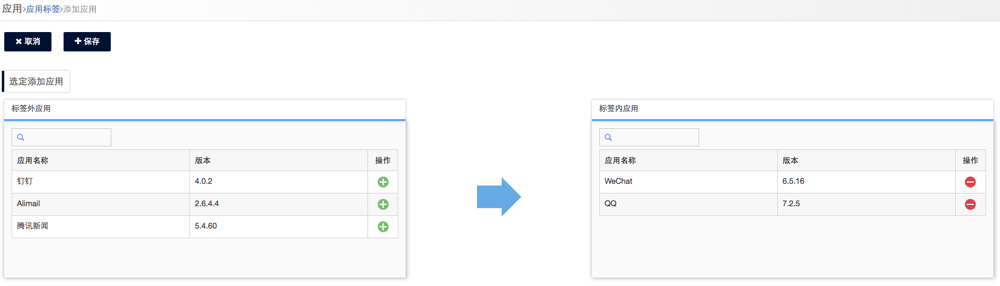 应用>应用标签>添加应用
取消 保存
选定添加应用
标签外应用
应用名称 版本 操作
钉钉 4.0.2
Alimail 2.6.4.4
腾讯新闻 5.4.60
标签内应用
应用名称 版本 操作
WeChat 6.5.16
QQ 7.2.5